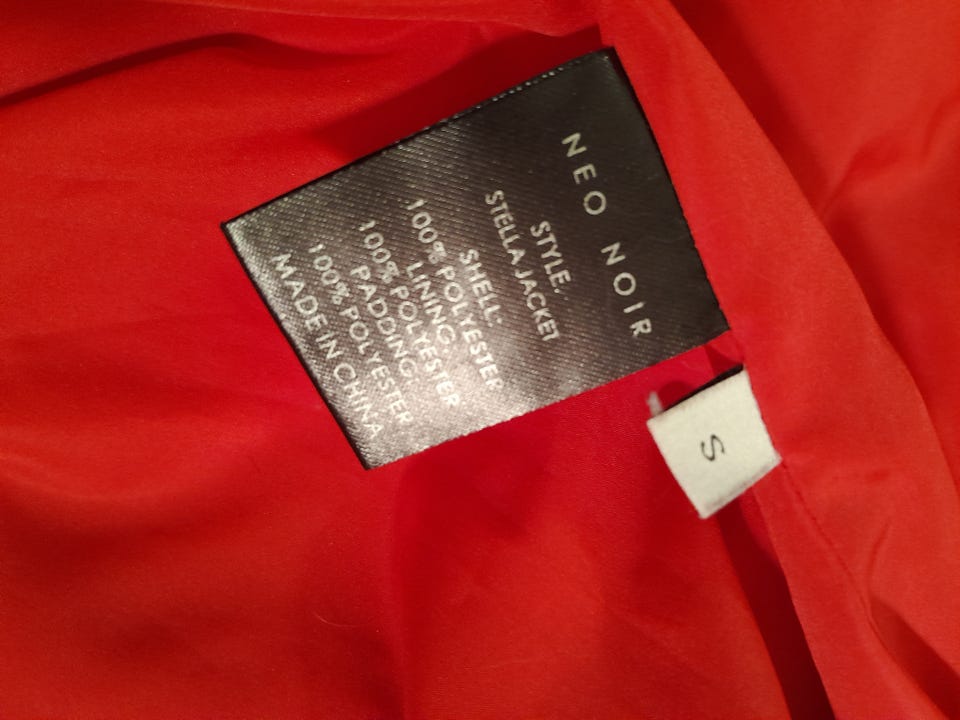 NEO NOIR
STYLE:
STELLA JACKET
SHELL:
100% POLYESTER
LINING:
100% POLYESTER
PADDING:
100% POLYESTER
MADE IN CHINA
S